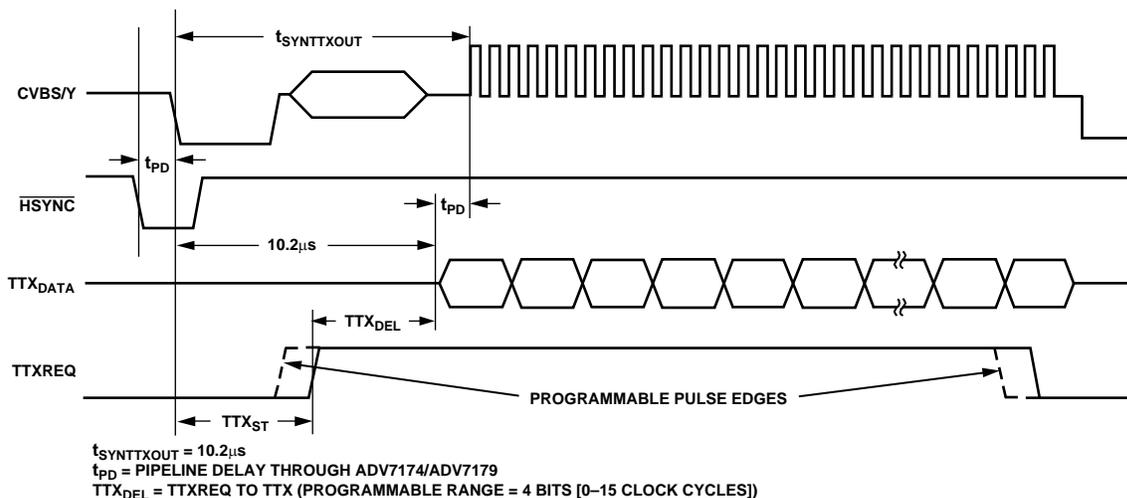 tSYNTTXOUT
CVBS/Y
tPD
HSYNC
tPD
10.2μs
TTXDATA
TTXDEL
TTXREQ
PROGRAMMABLE PULSE EDGES
TTXST
tSYNTTXOUT = 10.2μs
tPD = PIPELINE DELAY THROUGH ADV7174/ADV7179
TTXDEL = TTXREQ TO TTX (PROGRAMMABLE RANGE = 4 BITS [0–15 CLOCK CYCLES])